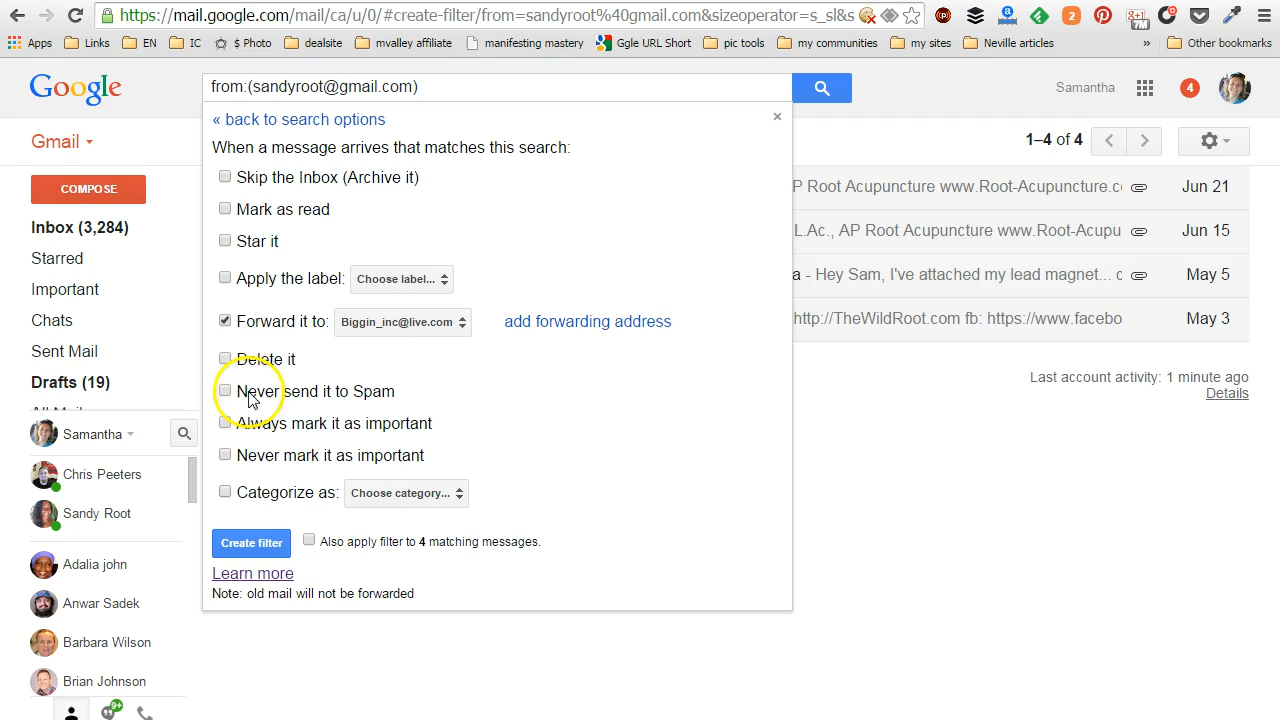 https://mail.google.com/mail/ca/u/0/#create-filter/from=sandyroot%40gmail.com&sizeoperator=s_sl&s
Apps Links EN IC $ Photo dealsite mvalley affiliate manifesting mastery Ggle URL Short pic tools my communities my sites Neville articles » Other bookmarks
Google
from:(sandyroot@gmail.com)
Samantha
4
« back to search options
×
When a message arrives that matches this search:
Gmail
1–4 of 4
Skip the Inbox (Archive it)
COMPOSE
P Root Acupuncture www.Root-Acupuncture.c Jun 21
Mark as read
Inbox (3,284)
L.Ac., AP Root Acupuncture www.Root-Acupu Jun 15
Star it
Starred
Apply the label: Choose label...
a - Hey Sam, I've attached my lead magnet... c May 5
Important
Chats
Forward it to: Biggin_inc@live.com add forwarding address
http://TheWildRoot.com fb: https://www.facebo May 3
Sent Mail
Delete it
Drafts (19)
Last account activity: 1 minute ago
Details
Never send it to Spam
All Mail
Always mark it as important
Samantha
Never mark it as important
Chris Peeters
Categorize as: Choose category...
Sandy Root
Create filter Also apply filter to 4 matching messages.
Adalia john
Learn more
Note: old mail will not be forwarded
Anwar Sadek
Barbara Wilson
Brian Johnson
9+